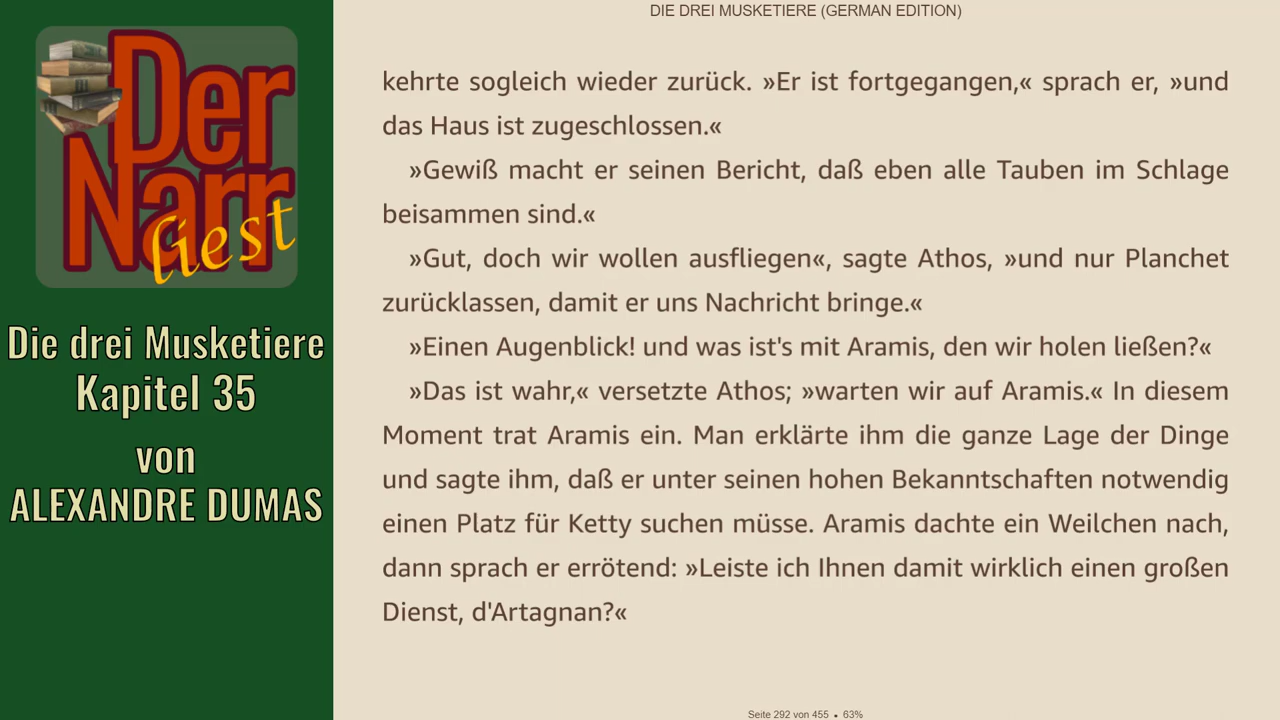 Der
Narr
liest
Die drei Musketiere
Kapitel 35
von
ALEXANDRE DUMAS
DIE DREI MUSKETIERE (GERMAN EDITION)
kehrte sogleich wieder zurück. »Er ist fortgegangen,« sprach er, »und
das Haus ist zugeschlossen.«
»Gewiß macht er seinen Bericht, daß eben alle Tauben im Schlage
beisammen sind.«
»Gut, doch wir wollen ausfliegen«, sagte Athos, »und nur Planchet
zurücklassen, damit er uns Nachricht bringe.«
»Einen Augenblick! und was ist's mit Aramis, den wir holen ließen?«
»Das ist wahr,« versetzte Athos; »warten wir auf Aramis.« In diesem
Moment trat Aramis ein. Man erklärte ihm die ganze Lage der Dinge
und sagte ihm, daß er unter seinen hohen Bekanntschaften notwendig
einen Platz für Ketty suchen müsse. Aramis dachte ein Weilchen nach,
dann sprach er errötend: »Leiste ich Ihnen damit wirklich einen großen
Dienst, d'Artagnan?«
Seite 292 von 455 • 63%